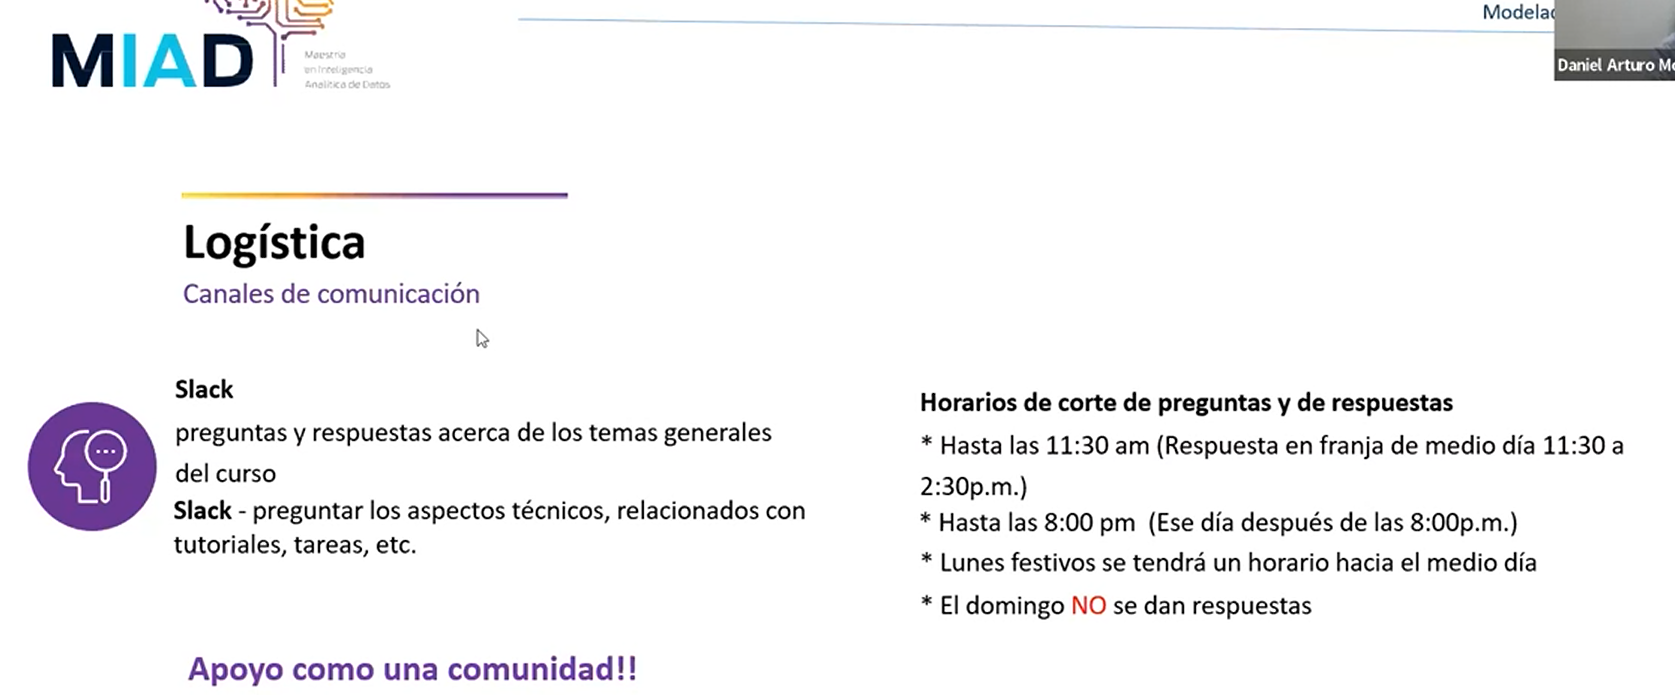 Modelac
Daniel Arturo Mo
MIAD
Maestría
en Inteligencia
Analítica de Datos
Logística
Canales de comunicación
Slack
preguntas y respuestas acerca de los temas generales
del curso
Slack - preguntar los aspectos técnicos, relacionados con
tutoriales, tareas, etc.
Horarios de corte de preguntas y de respuestas
* Hasta las 11:30 am (Respuesta en franja de medio día 11:30 a
2:30p.m.)
* Hasta las 8:00 pm (Ese día después de las 8:00p.m.)
* Lunes festivos se tendrá un horario hacia el medio día
* El domingo NO se dan respuestas
Apoyo como una comunidad!!